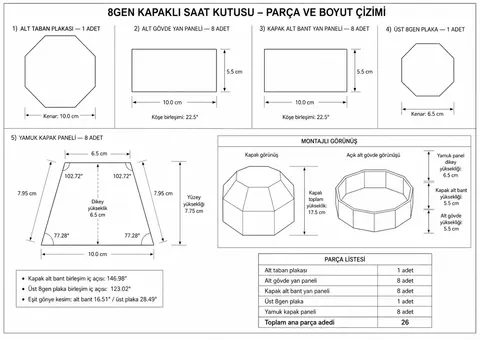 8GEN KAPAKLI SAAT KUTUSU – PARÇA VE BOYUT ÇİZİMİ
1) ALT TABAN PLAKASI — 1 ADET
Kenar: 10.0 cm
2) ALT GÖVDE YAN PANELİ — 8 ADET
5.5 cm
10.0 cm
Köşe birleşimi: 22.5°
3) KAPAK ALT BANT YAN PANELİ — 8 ADET
5.5 cm
10.0 cm
Köşe birleşimi: 22.5°
4) ÜST 8GEN PLAKA — 1 ADET
Kenar: 6.5 cm
5) YAMUK KAPAK PANELİ — 8 ADET
6.5 cm
102.72°
102.72°
7.95 cm
Dikey
yükseklik
6.5 cm
7.95 cm
Yüzey
yüksekliği
7.75 cm
77.28°
77.28°
10.0 cm
• Kapak alt bant birleşim iç açısı: 146.98°
• Üst 8gen plaka birleşim iç açısı: 123.02°
• Eşit gönye kesim: alt bant 16.51° / üst plaka 28.49°
MONTAJLI GÖRÜNÜŞ
Kapalı görünüş
Kapalı
toplam
yükseklik:
17.5 cm
Açık alt gövde görünüşü
Yamuk panel
dikey
yüksekliği:
6.5 cm
Kapak alt bant
yüksekliği:
5.5 cm
Alt gövde
yüksekliği:
5.5 cm
PARÇA LİSTESİ
Alt taban plakası 1 adet
Alt gövde yan paneli 8 adet
Kapak alt bant yan paneli 8 adet
Üst 8gen plaka 1 adet
Yamuk kapak paneli 8 adet
Toplam ana parça adedi 26